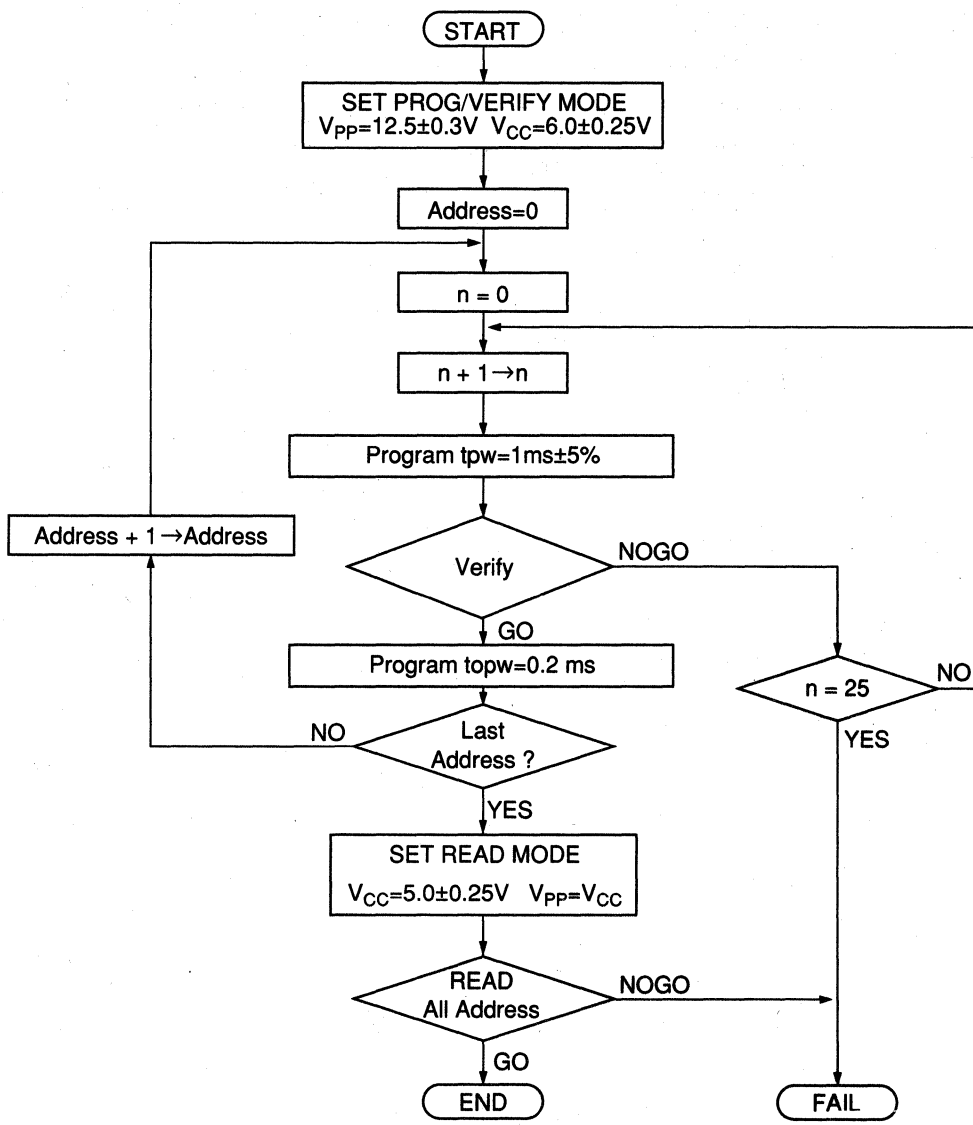 START
SET PROG/VERIFY MODE
VPP=12.5±0.3V VCC=6.0±0.25V
Address=0
n = 0
n + 1→n
Program tpw=1ms±5%
Address + 1→Address
Verify
NOGO
GO
Program topw=0.2 ms
n = 25
NO
YES
Last
Address ?
NO
YES
SET READ MODE
VCC=5.0±0.25V VPP=VCC
READ
All Address
NOGO
GO
END
FAIL